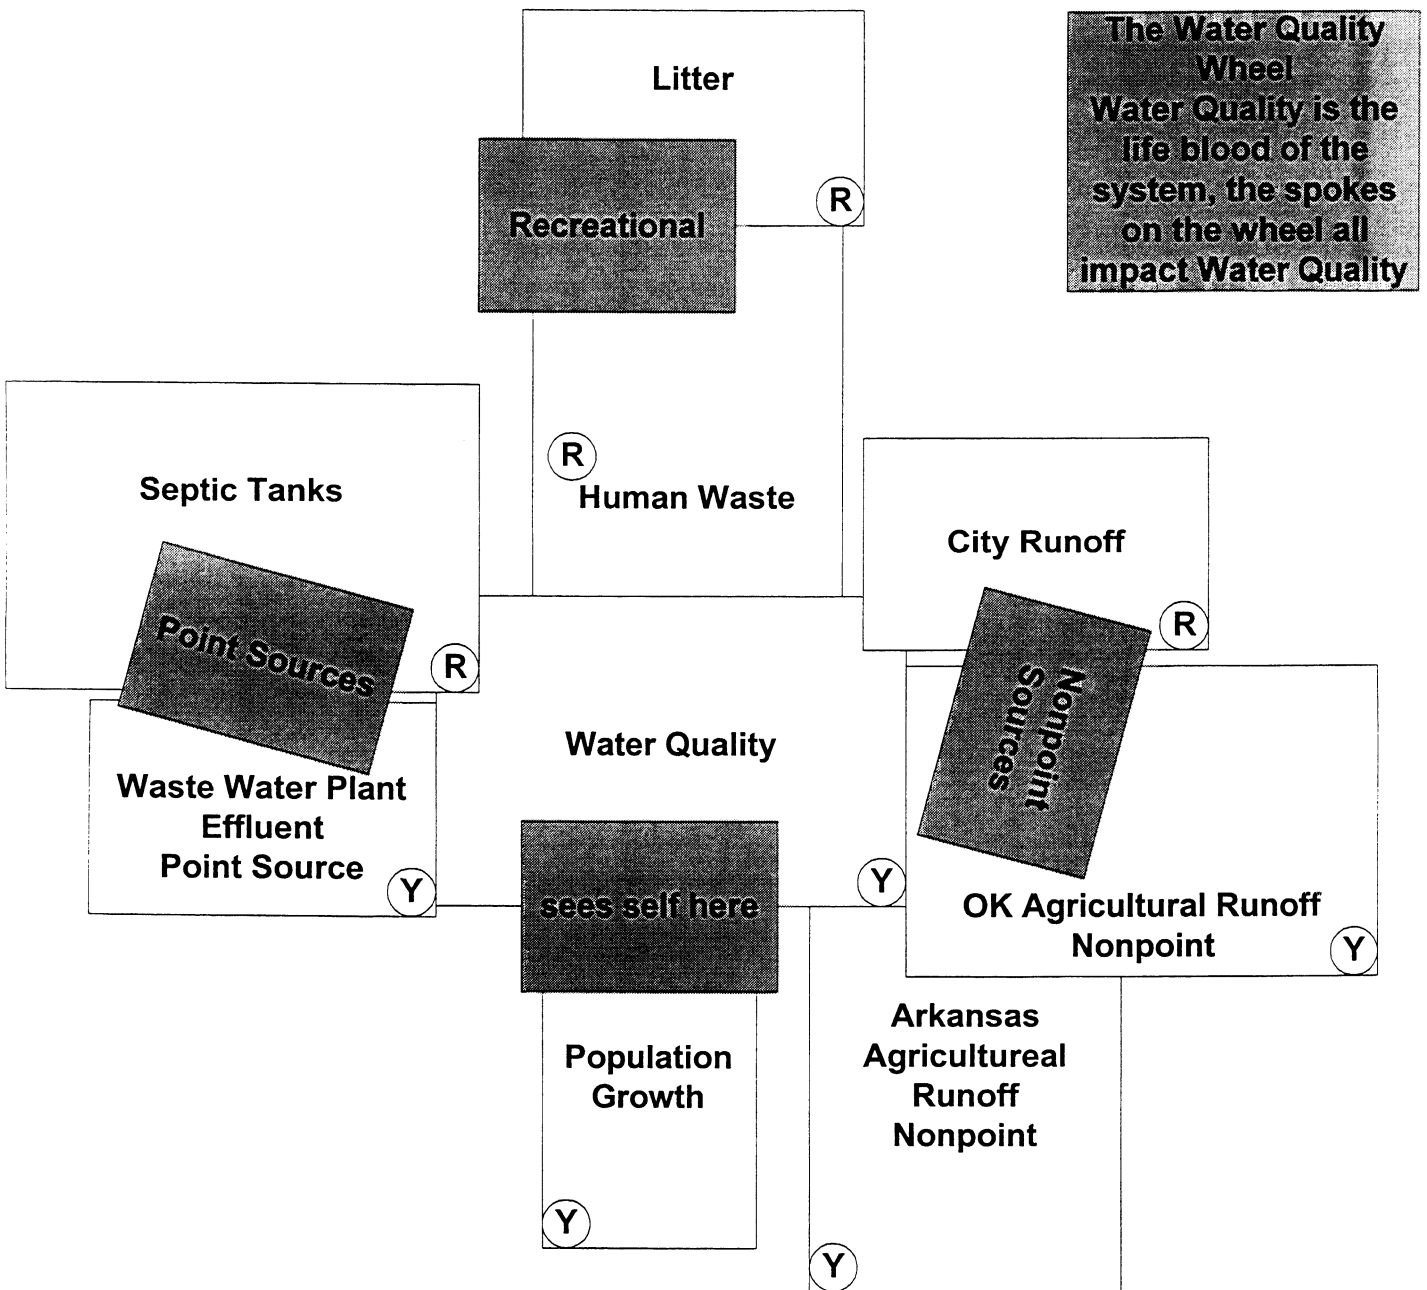 Litter
R
Recreational
The Water Quality
Wheel
Water Quality is the
life blood of the
system, the spokes
on the wheel all
impact Water Quality
R
Human Waste
Septic Tanks
Point Sources
R
City Runoff
R
Nonpoint
Sources
Water Quality
Waste Water Plant
Effluent
Point Source
Y
sees self here
Y
OK Agricultural Runoff
Nonpoint
Y
Population
Growth
Y
Arkansas
Agricultureal
Runoff
Nonpoint
Y